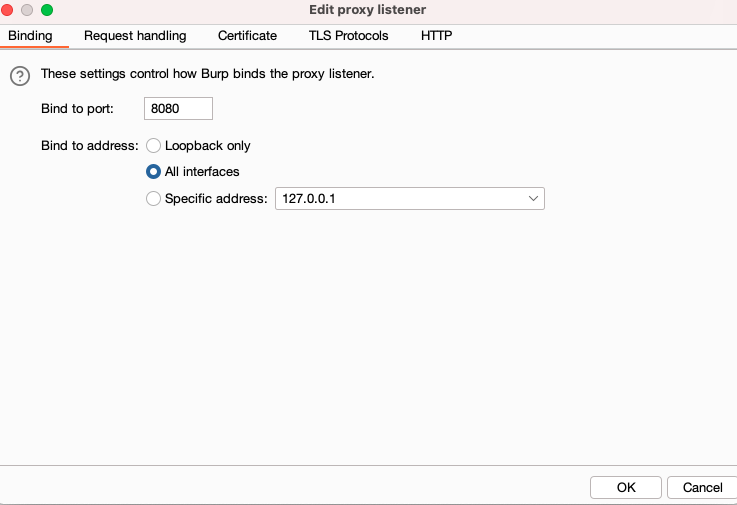 Edit proxy listener
Binding Request handling Certificate TLS Protocols HTTP
? These settings control how Burp binds the proxy listener.
Bind to port: 8080
Bind to address: Loopback only
All interfaces
Specific address: 127.0.0.1
OK Cancel